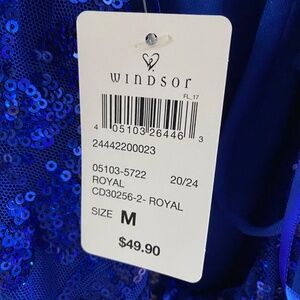 WINDSOR
FL_17
4 05103 26446 3
24442200023
05103-5722 20/24
ROYAL
CD30256-2- ROYAL
SIZE M
$49.90